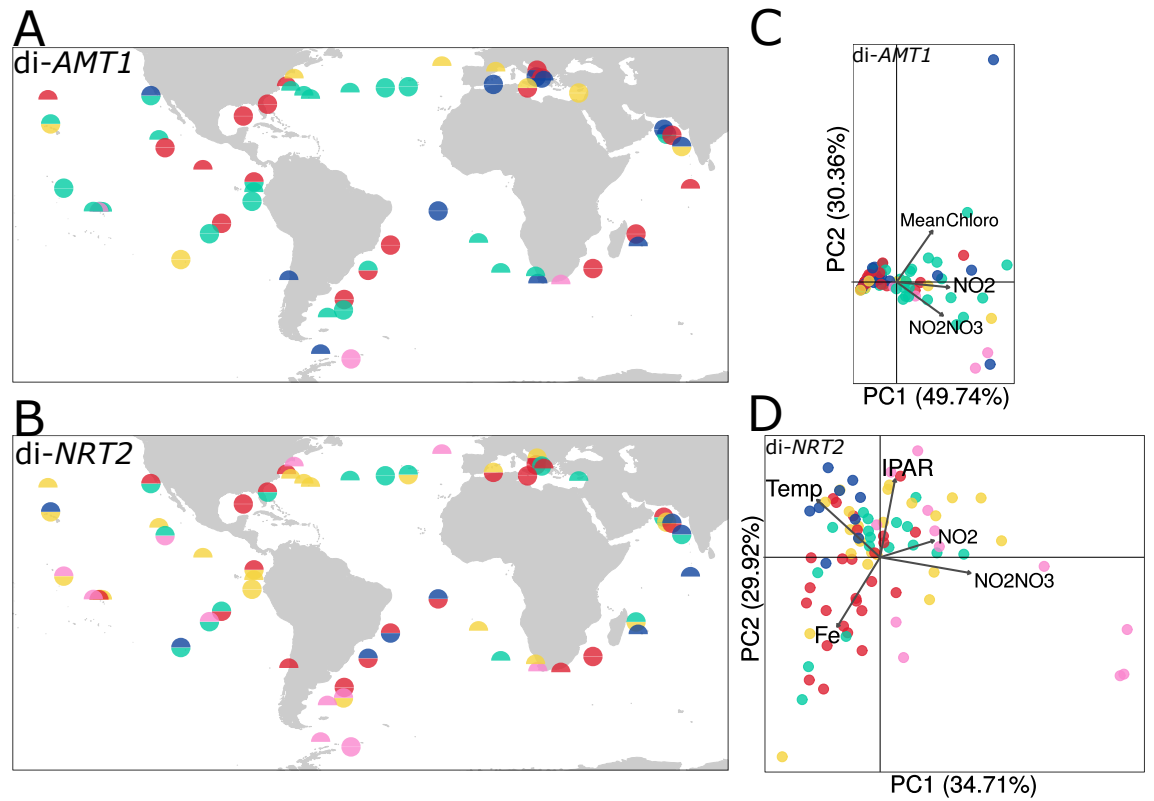 A
di-AMT1
B
di-NRT2
C
di-AMT1
PC2 (30.36%)
MeanChloro
NO2
NO2NO3
PC1 (49.74%)
D
di-NRT2
IPAR
Temp
NO2
NO2NO3
Fe
PC2 (29.92%)
PC1 (34.71%)